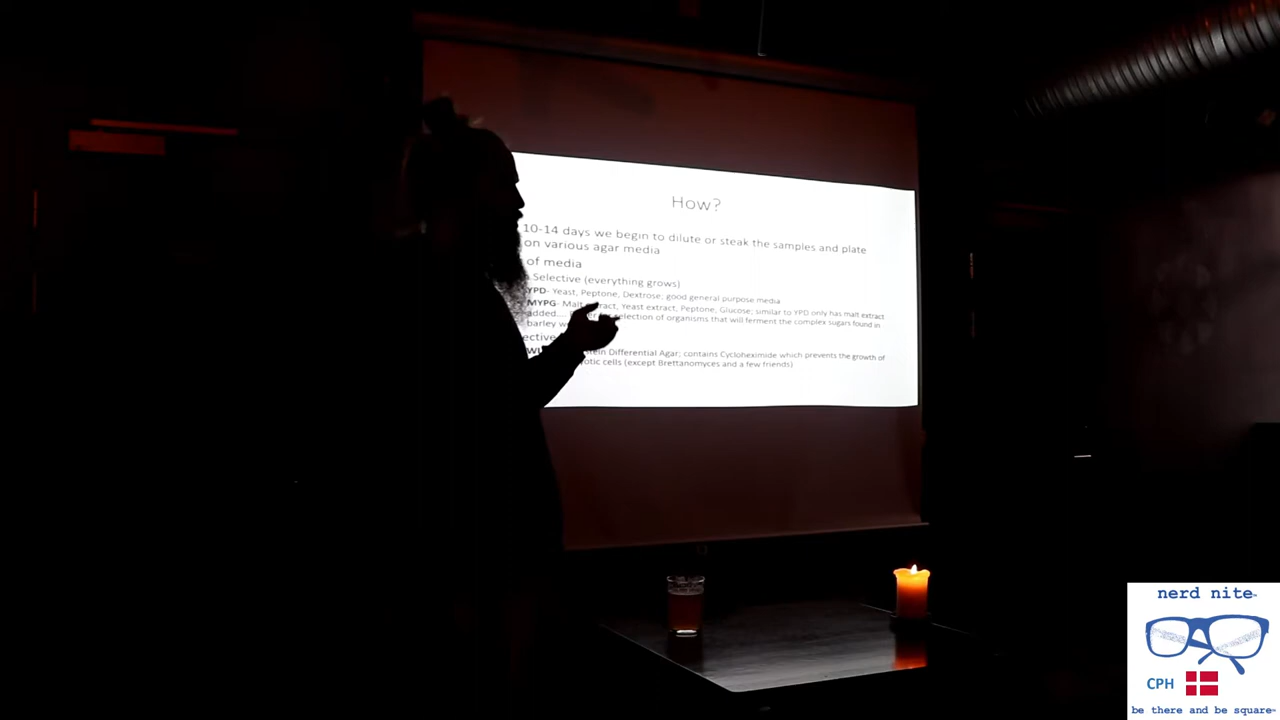 How?
10-14 days we begin to dilute or steak the samples and plate
on various agar media
of media
Selective (everything grows)
YPD- Yeast, Peptone, Dextrose; good general purpose media
MYPG- Malt extract, Yeast extract, Peptone, Glucose; similar to YPD only has malt extract
added.... selection of organisms that will ferment the complex sugars found in
barley
Differential Agar; contains Cycloheximide which prevents the growth of
cells (except Brettanomyces and a few friends)
nerd nite
CPH
be there and be square